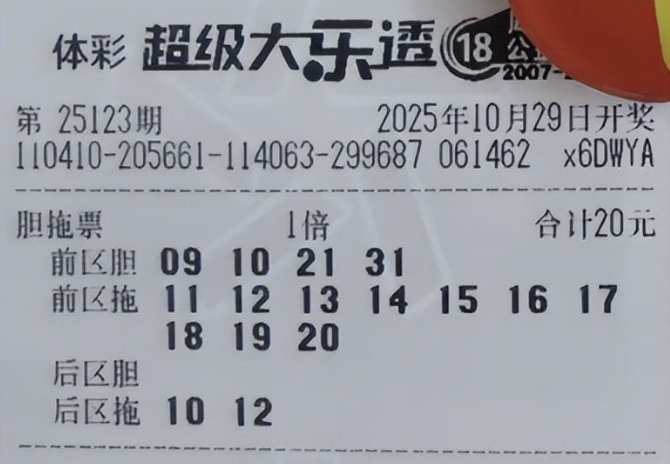 体彩 超级大乐透 18
2007-2
第 25123期 2025年10月29日开奖
110410-205661-114063-299687 061462 x6DWYA
胆拖票 1倍 合计20元
前区胆 09 10 21 31
前区拖 11 12 13 14 15 16 17
18 19 20
后区胆
后区拖 10 12